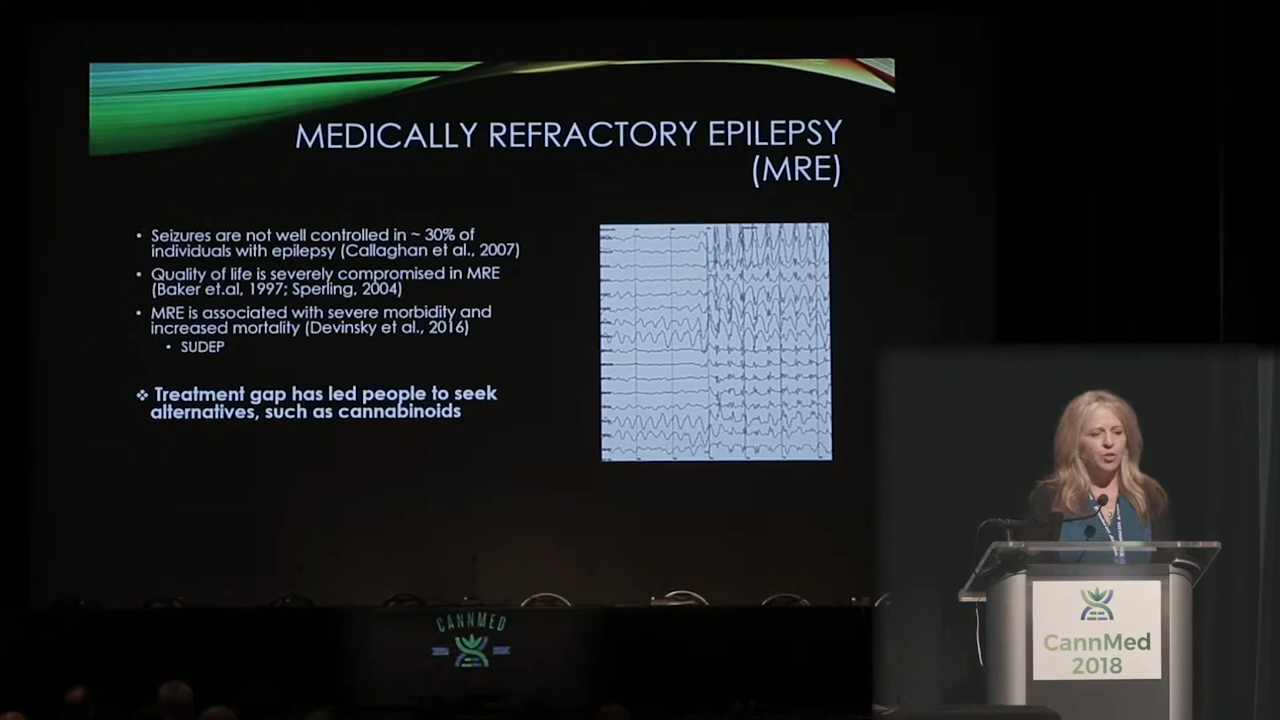 MEDICALLY REFRACTORY EPILEPSY
(MRE)
• Seizures are not well controlled in ~ 30% of
individuals with epilepsy (Callaghan et al., 2007)
• Quality of life is severely compromised in MRE
(Baker et.al, 1997; Sperling, 2004)
• MRE is associated with severe morbidity and
increased mortality (Devinsky et al., 2016)
• SUDEP
❖ Treatment gap has led people to seek
alternatives, such as cannabinoids
CANNMED
CannMed
2018